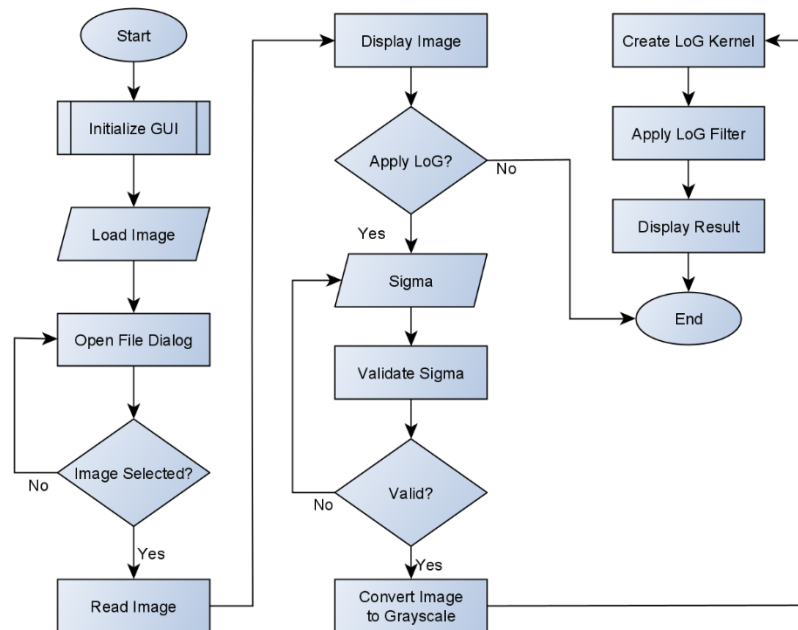 Start
Initialize GUI
Load Image
Open File Dialog
Image Selected?
No
Yes
Read Image
Display Image
Apply LoG?
No
Yes
Sigma
Validate Sigma
Valid?
No
Yes
Convert Image
to Grayscale
Create LoG Kernel
Apply LoG Filter
Display Result
End